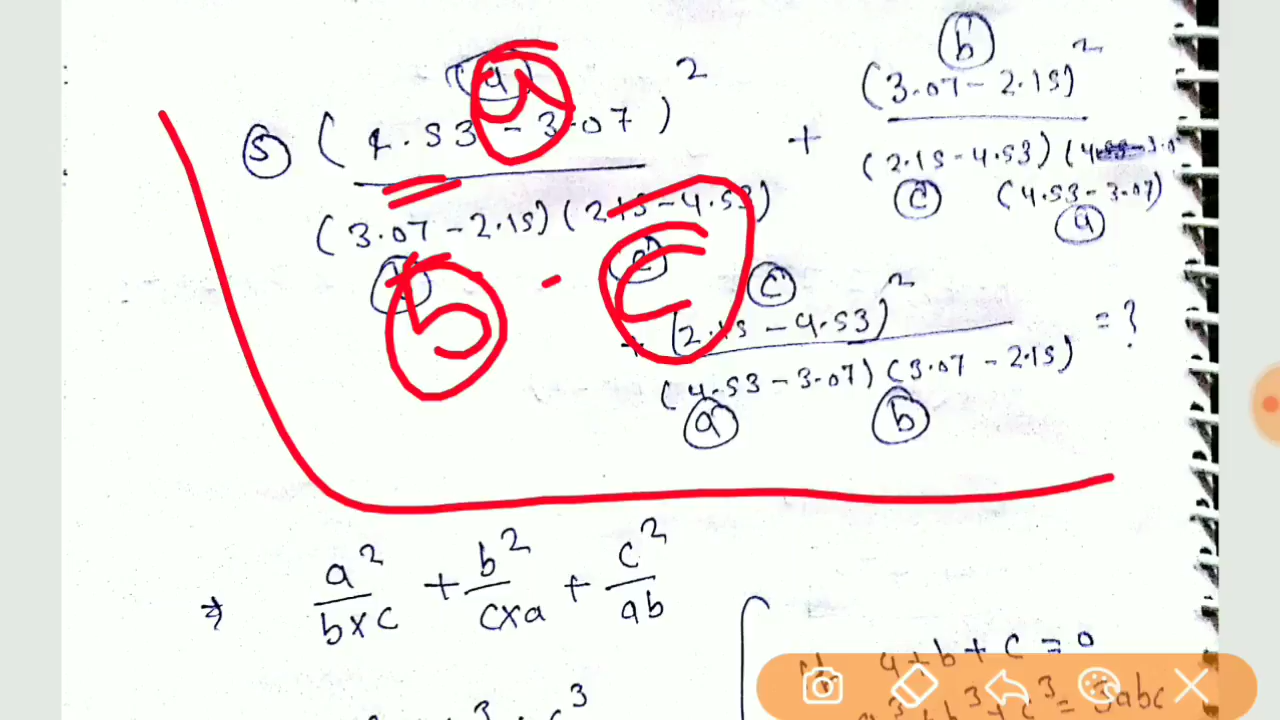 a b
⑤ (4.53 - 3.07)² + (3.07 - 2.15)²
(3.07 - 2.15)(2.15 - 4.53) (2.15 - 4.53)
b c c (4.53 - 3.07)
a
b . c
c
+ (2.15 - 4.53)² = ?
(4.53 - 3.07)(3.07 - 2.15)
a b
⇒ a²/b×c + b²/c×a + c²/ab
a+b+c = 0
c³ = 3abc